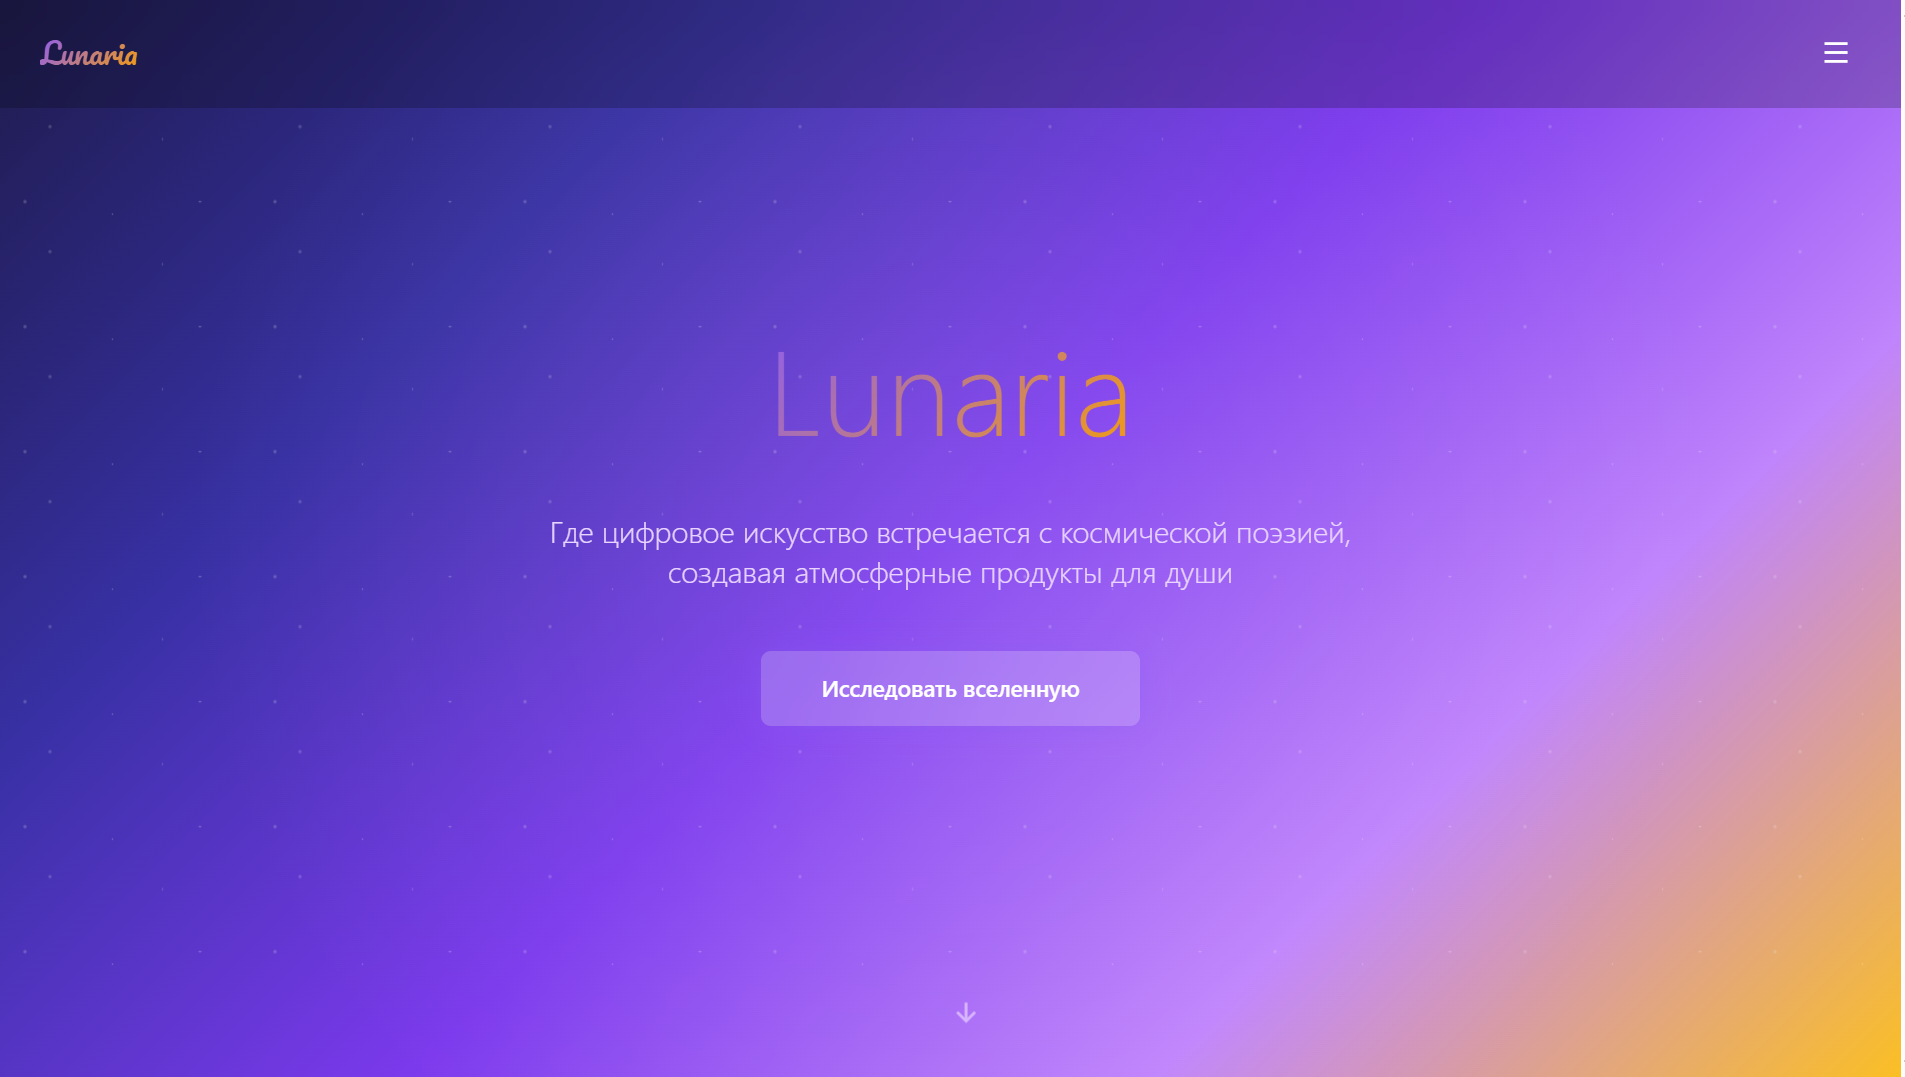 Lunaria
Lunaria
Где цифровое искусство встречается с космической поэзией,
создавая атмосферные продукты для души
Исследовать вселенную